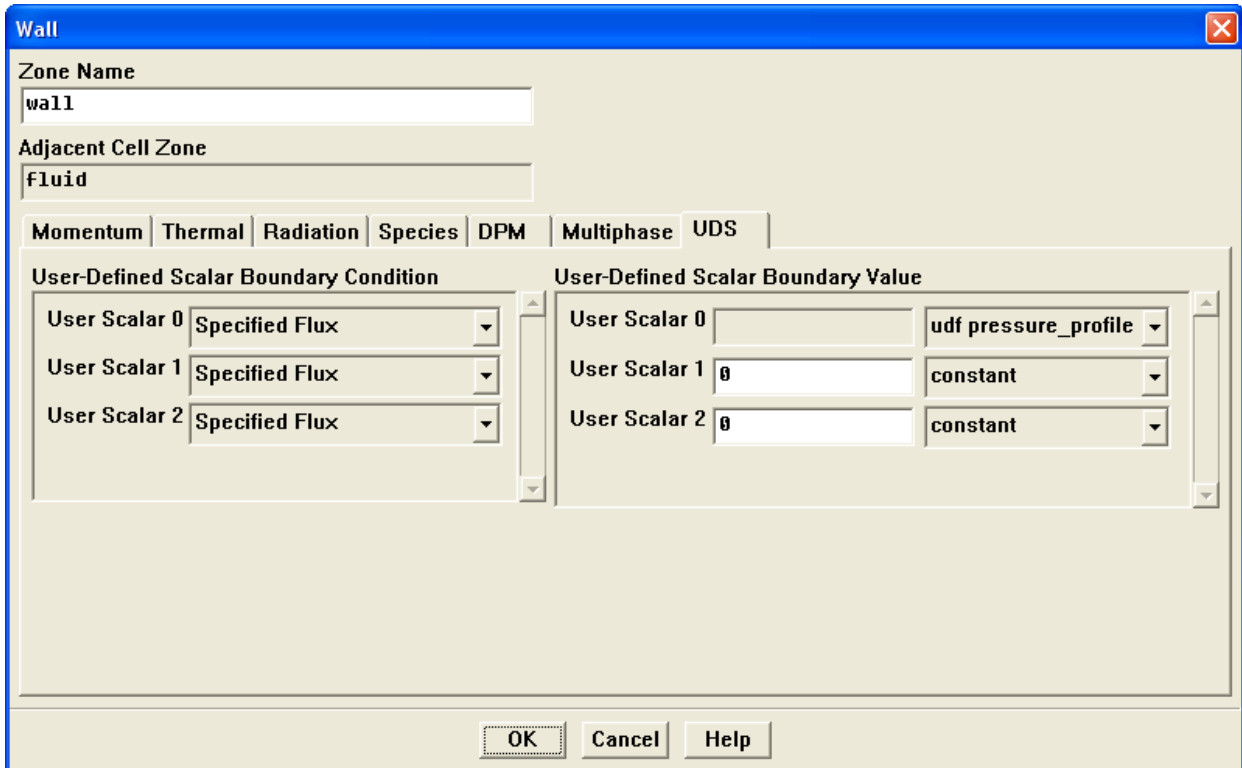 Wall
Zone Name
wall
Adjacent Cell Zone
fluid
Momentum Thermal Radiation Species DPM Multiphase UDS
User-Defined Scalar Boundary Condition
User Scalar 0 Specified Flux
User Scalar 1 Specified Flux
User Scalar 2 Specified Flux
User-Defined Scalar Boundary Value
User Scalar 0 udf pressure_profile
User Scalar 1 0 constant
User Scalar 2 0 constant
OK Cancel Help